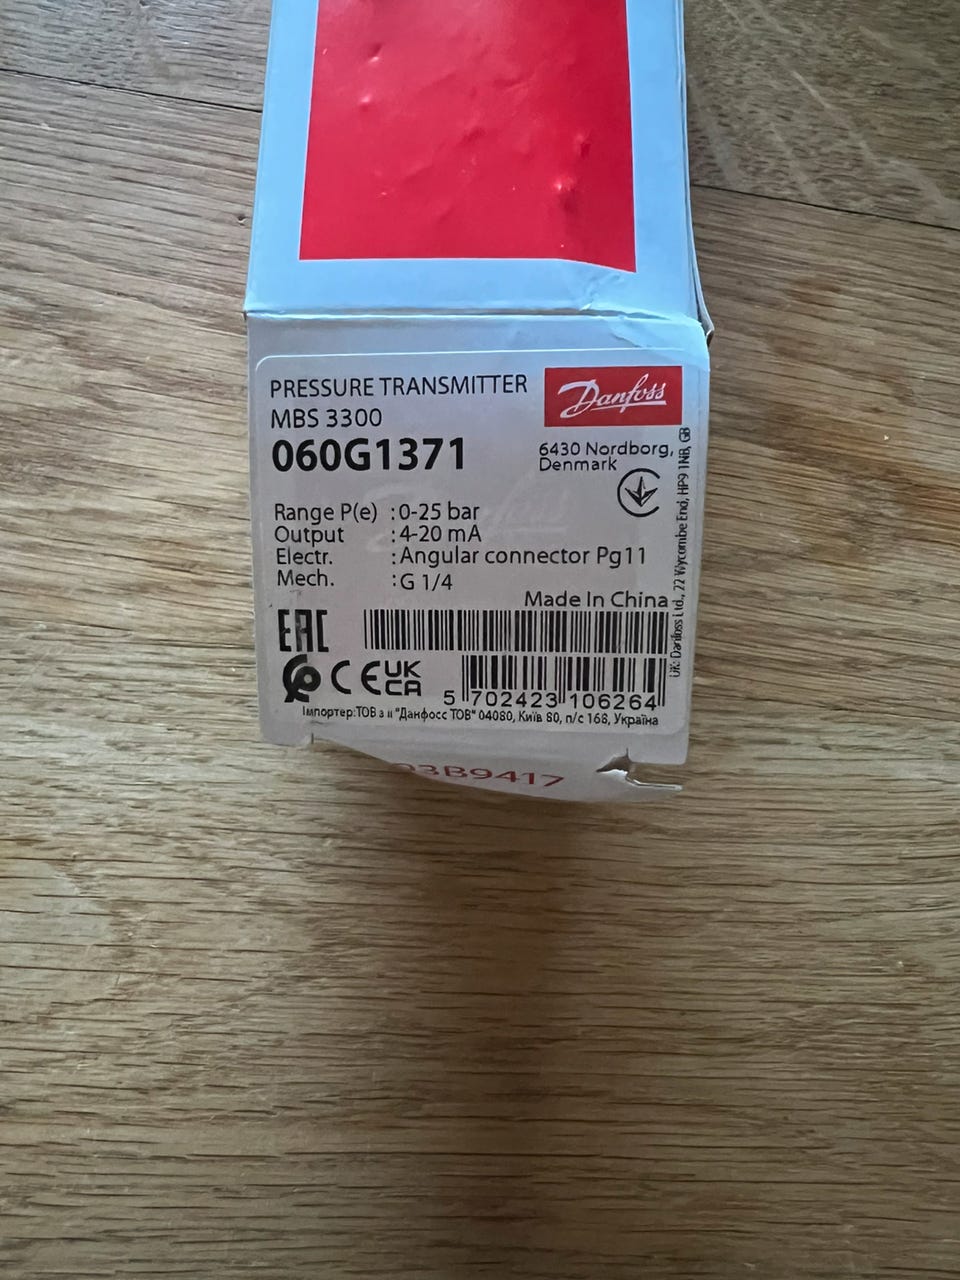 PRESSURE TRANSMITTER
MBS 3300
060G1371
Danfoss
6430 Nordborg,
Denmark
Range P(e) : 0-25 bar
Output : 4-20 mA
Electr. : Angular connector Pg11
Mech. : G 1/4
Made In China
UK: Danfoss Ltd., 22 Wycombe End, HP9 1NB, GB
EAC
CE UK
CA
5 702423 106264
Імпортер:ТОВ з іі "Данфосс ТОВ" 04080, Київ 80, п/с 168, Україна
03B9417